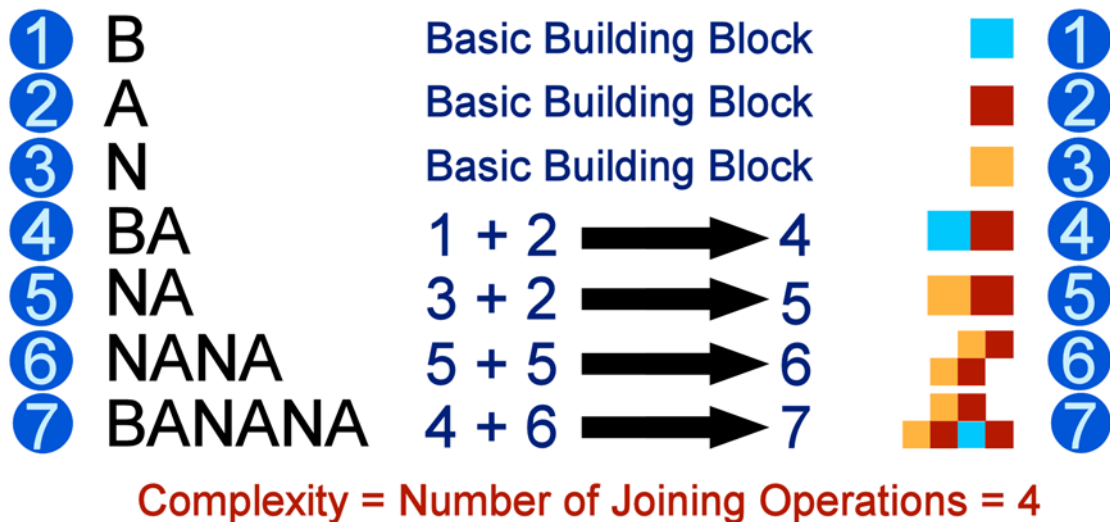 1 B Basic Building Block 1
2 A Basic Building Block 2
3 N Basic Building Block 3
4 BA 1 + 2 4 4
5 NA 3 + 2 5 5
6 NANA 5 + 5 6 6
7 BANANA 4 + 6 7 7
Complexity = Number of Joining Operations = 4